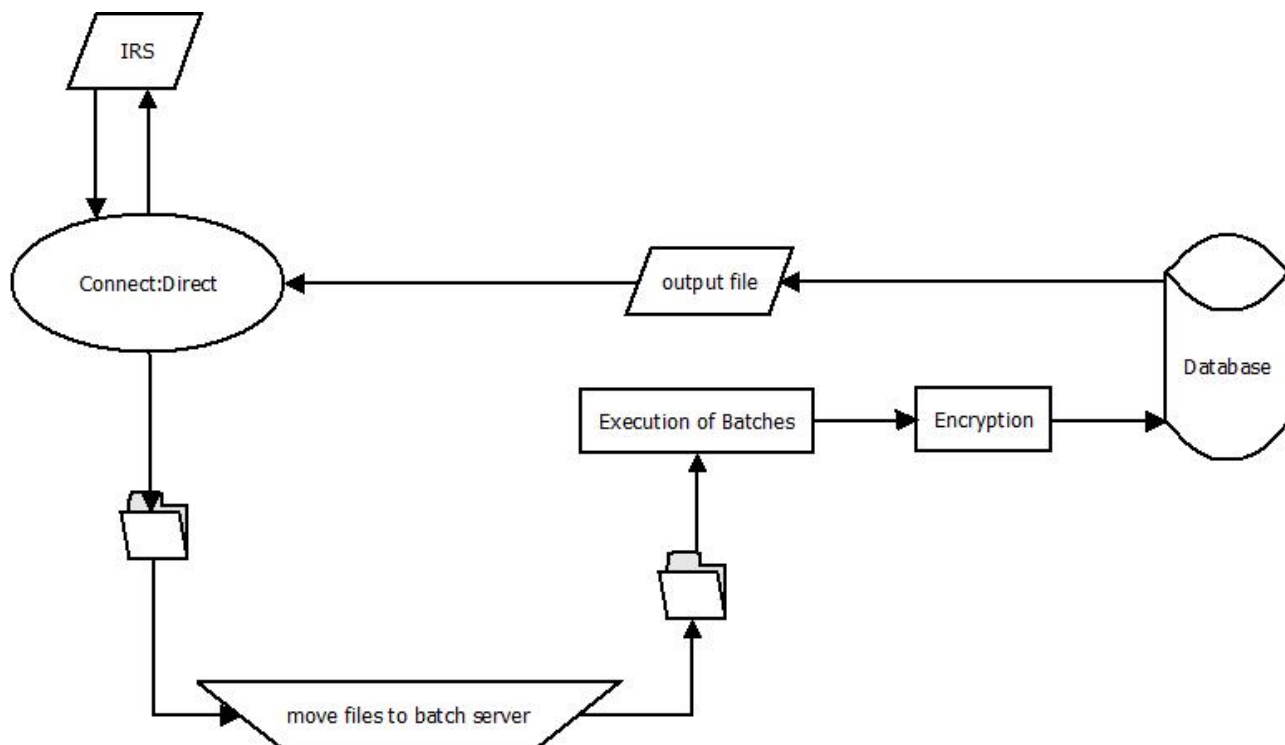 IRS
Connect:Direct
output file
Database
Execution of Batches
Encryption
move files to batch server